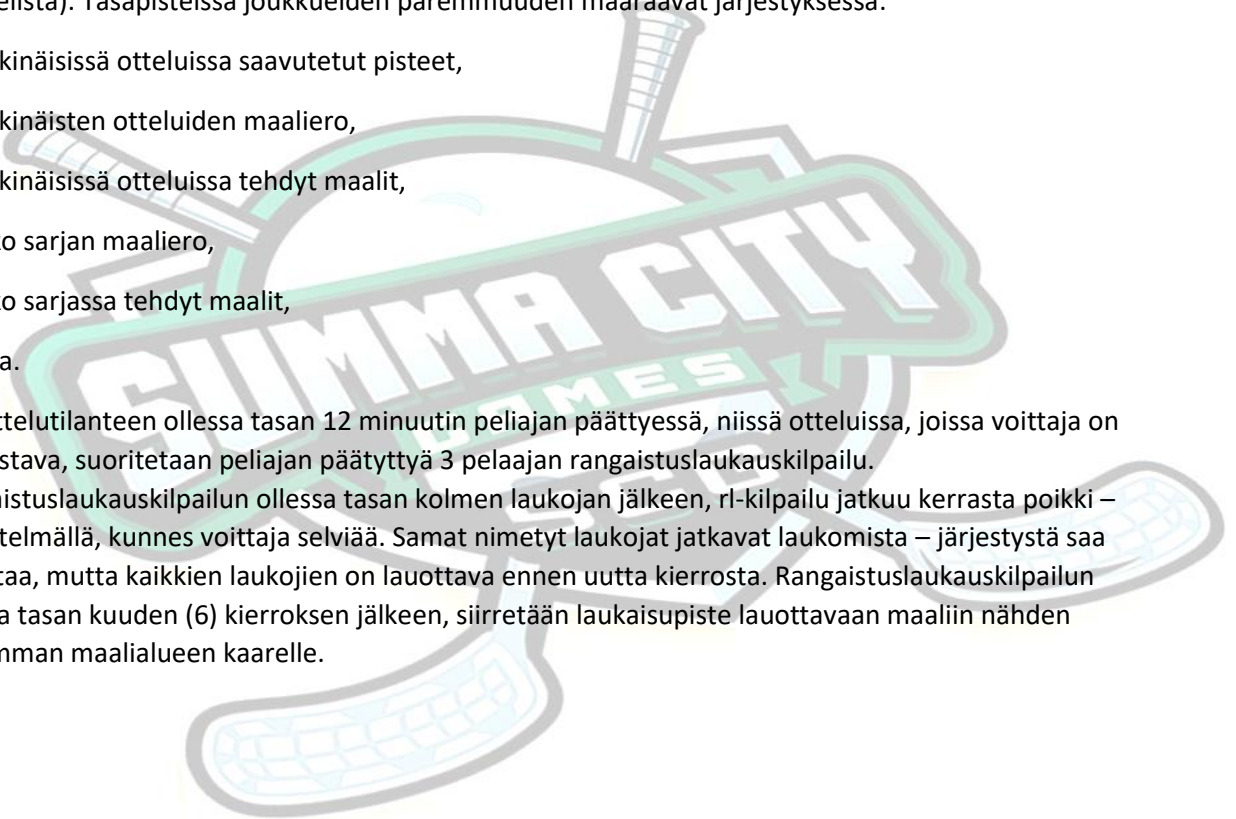 elista). Tasapisteissä joukkueiden paremmuuden määräävät järjestyksessä:
kinäisissä otteluissa saavutetut pisteet,
kinäisten otteluiden maaliero,
kinäisissä otteluissa tehdyt maalit,
o sarjan maaliero,
o sarjassa tehdyt maalit,
a.
SUMMA CITY
GAMES
SCG
ttelutilanteen ollessa tasan 12 minuutin peliajan päättyessä, niissä otteluissa, joissa voittaja on
stava, suoritetaan peliajan päätyttyä 3 pelaajan rangaistuslaukauskilpailu.
aistuslaukauskilpailun ollessa tasan kolmen laukojan jälkeen, rl-kilpailu jatkuu kerrasta poikki –
telmällä, kunnes voittaja selviää. Samat nimetyt laukojat jatkavat laukomista – järjestystä saa
taa, mutta kaikkien laukojien on lauottava ennen uutta kierrosta. Rangaistuslaukauskilpailun
a tasan kuuden (6) kierroksen jälkeen, siirretään laukaisupiste lauottavaan maaliin nähden
mman maalialueen kaarelle.